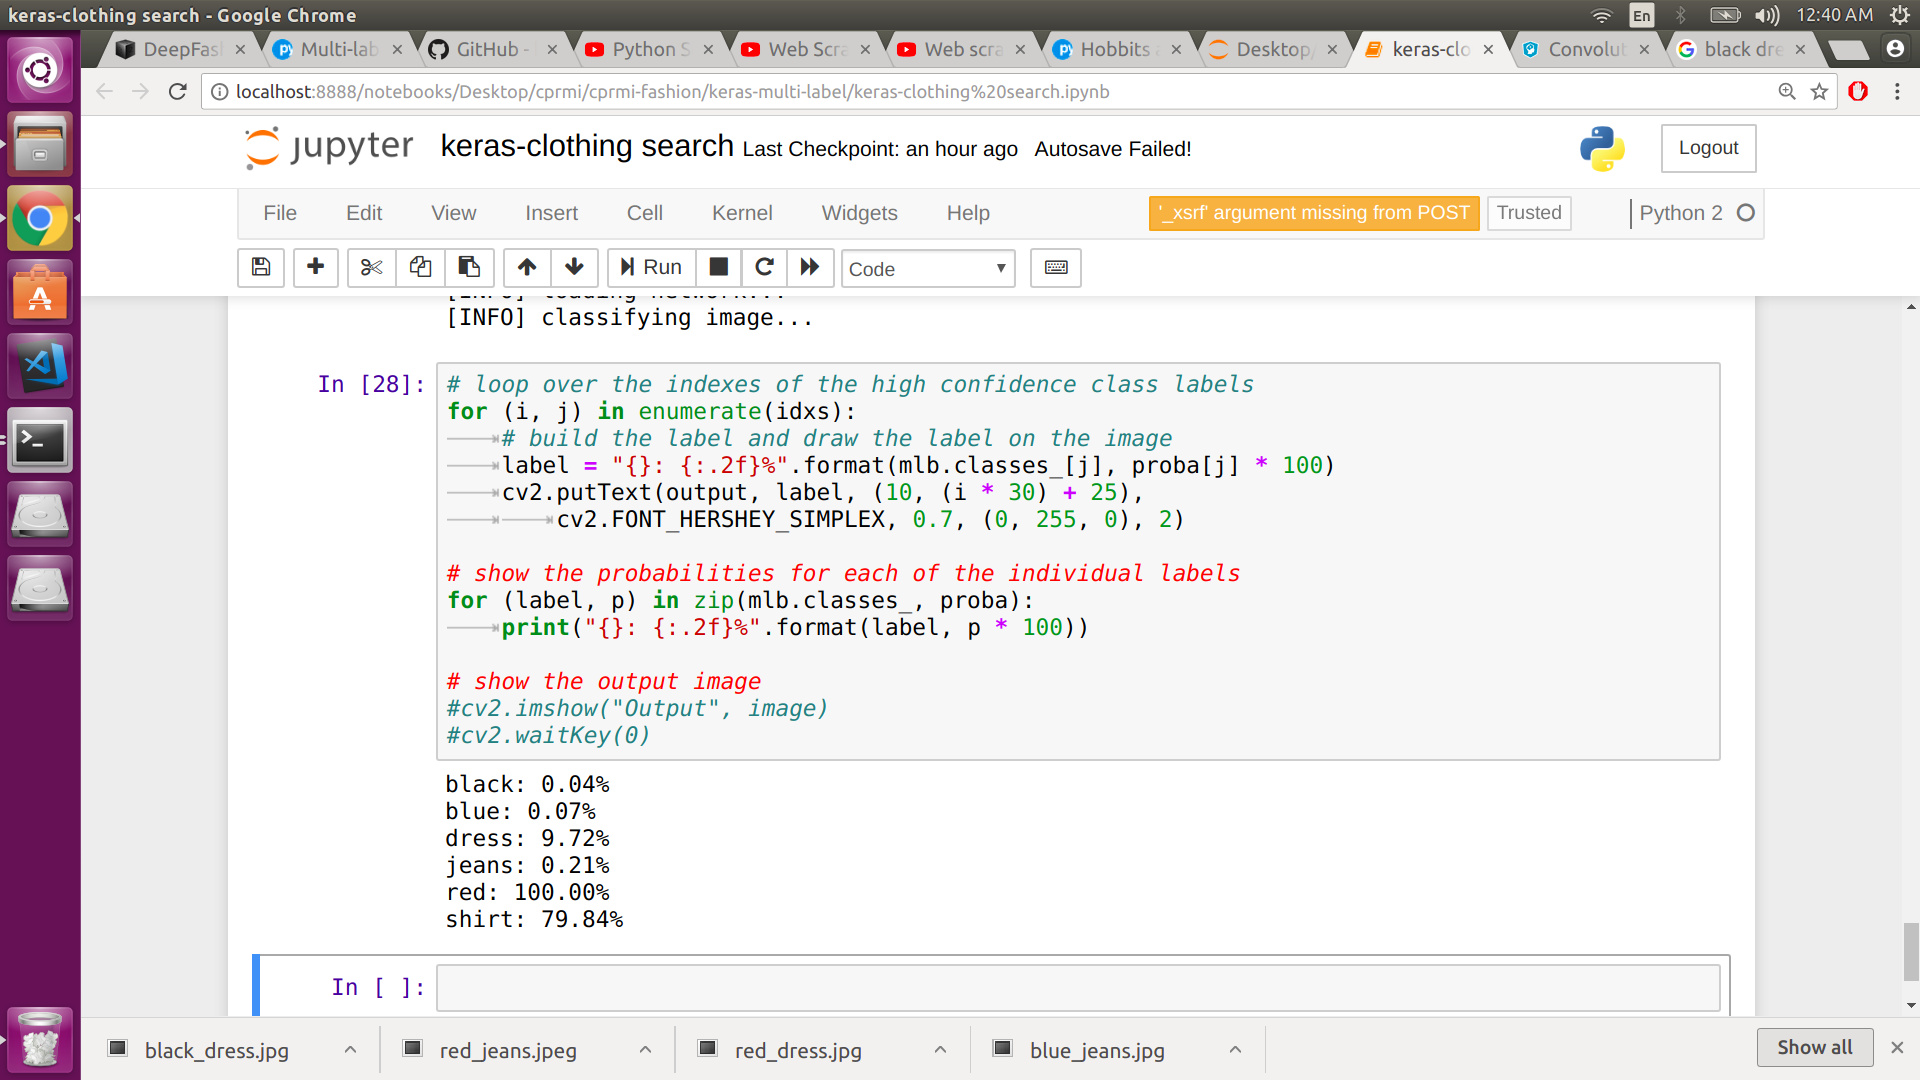 keras-clothing search - Google Chrome
En
12:40 AM
DeepFas
Multi-lab
GitHub -
Python S
Web Scra
Web scra
Hobbits
Desktop/
keras-clo
Convolut
black dre
localhost:8888/notebooks/Desktop/cprmi/cprmi-fashion/keras-multi-label/keras-clothing%20search.ipynb
jupyter keras-clothing search Last Checkpoint: an hour ago Autosave Failed!
Logout
File Edit View Insert Cell Kernel Widgets Help
'_xsrf' argument missing from POST
Trusted
Python 2
Run
Code
[INFO] loading network...
[INFO] classifying image...
In [28]:
# loop over the indexes of the high confidence class labels
for (i, j) in enumerate(idxs):
# build the label and draw the label on the image
label = "{}: {:.2f}%".format(mlb.classes_[j], proba[j] * 100)
cv2.putText(output, label, (10, (i * 30) + 25),
cv2.FONT_HERSHEY_SIMPLEX, 0.7, (0, 255, 0), 2)
# show the probabilities for each of the individual labels
for (label, p) in zip(mlb.classes_, proba):
print("{}: {:.2f}%".format(label, p * 100))
# show the output image
#cv2.imshow("Output", image)
#cv2.waitKey(0)
black: 0.04%
blue: 0.07%
dress: 9.72%
jeans: 0.21%
red: 100.00%
shirt: 79.84%
In [ ]:
black_dress.jpg
red_jeans.jpeg
red_dress.jpg
blue_jeans.jpg
Show all